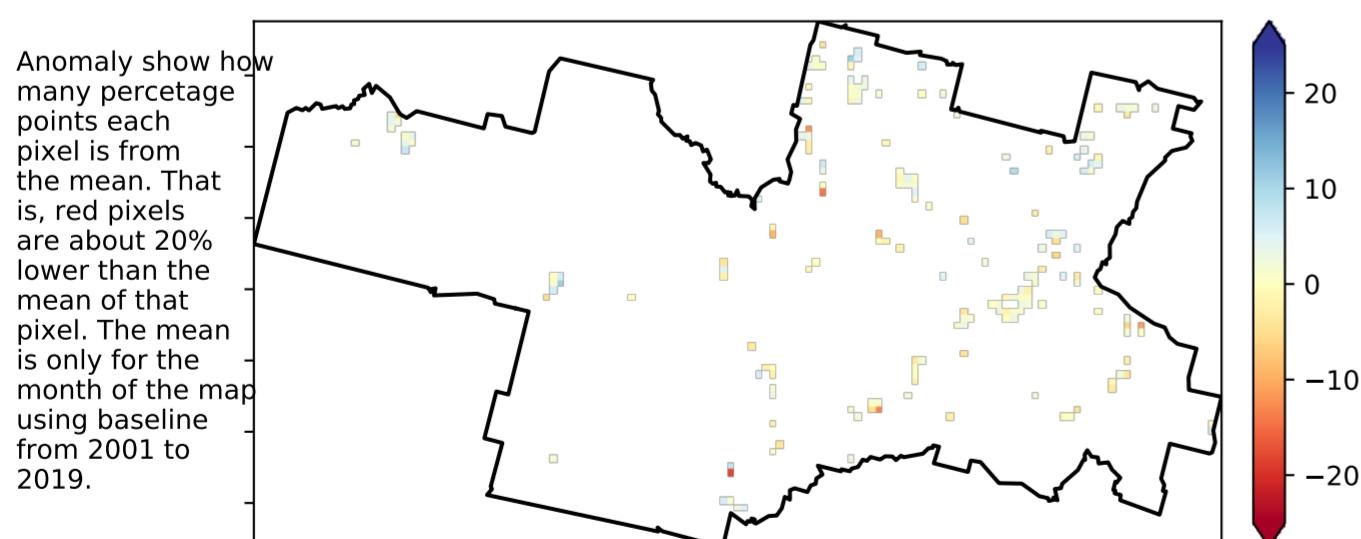 Anomaly show how
many percetage
points each
pixel is from
the mean. That
is, red pixels
are about 20%
lower than the
mean of that
pixel. The mean
is only for the
month of the map
using baseline
from 2001 to
2019.
20
10
0
−10
−20